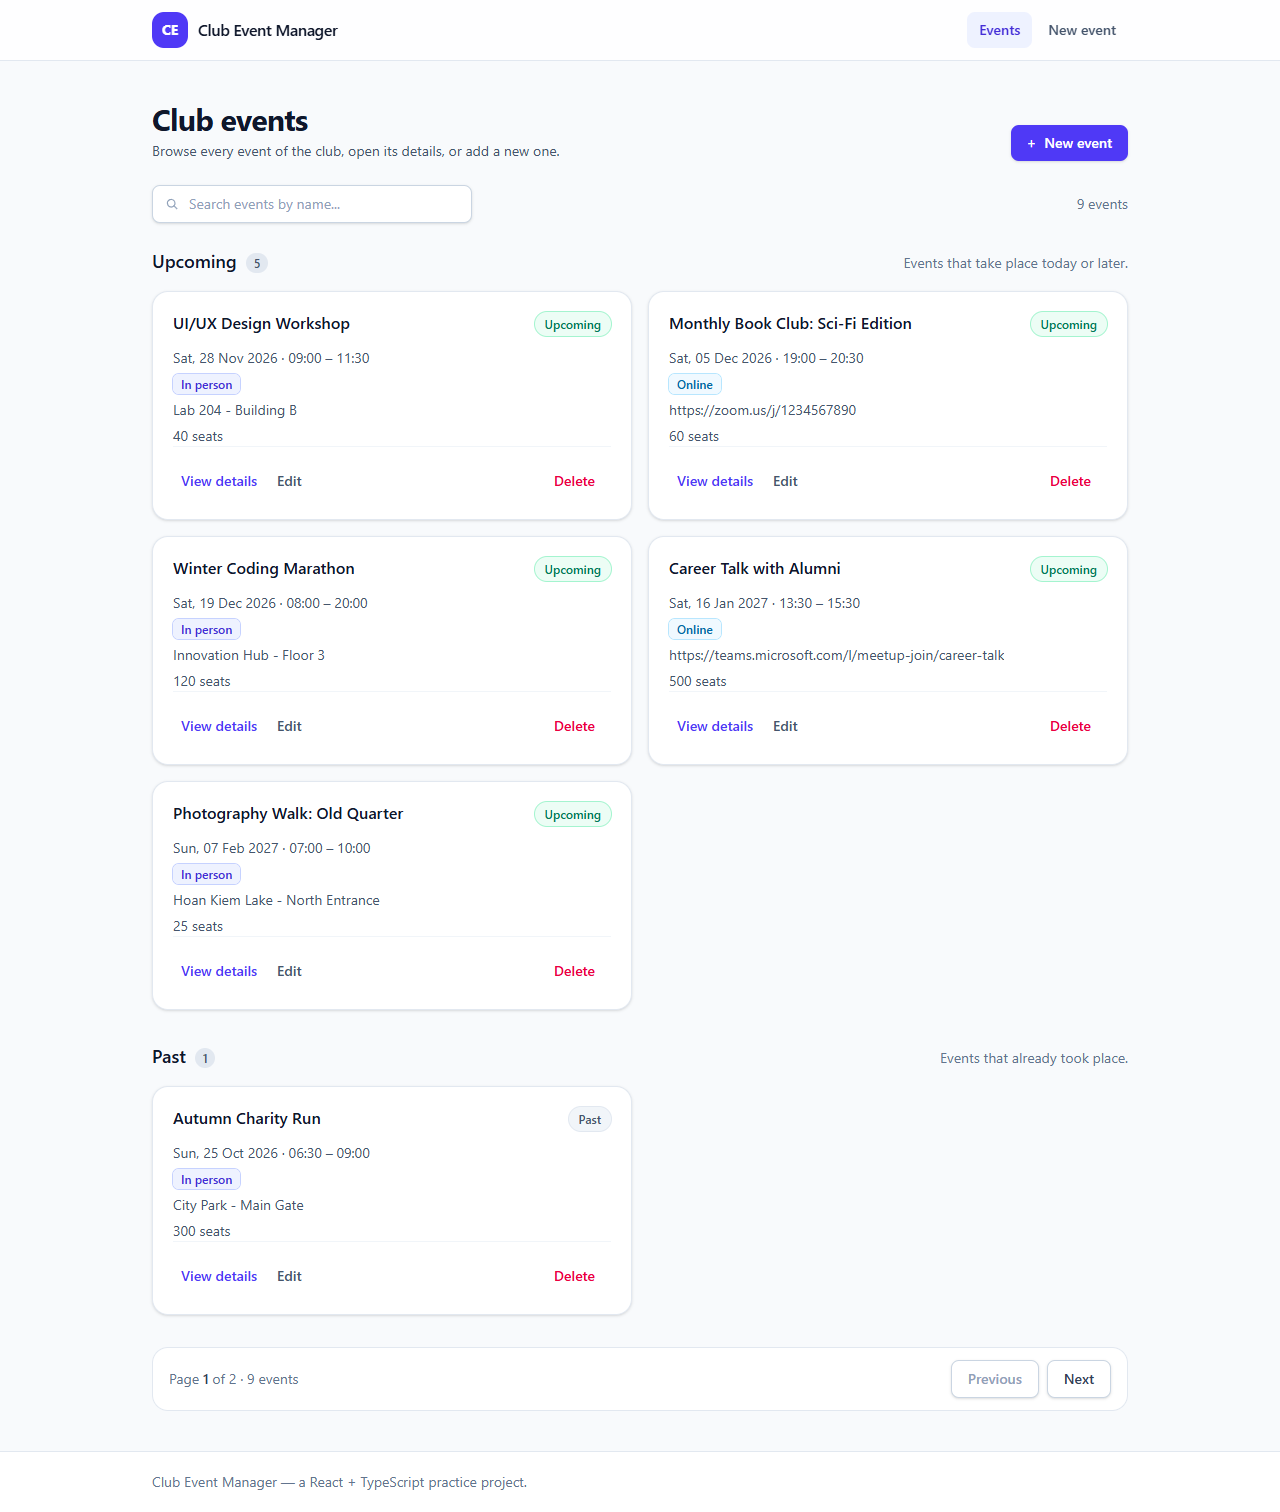 CE Club Event Manager Events New event
Club events
Browse every event of the club, open its details, or add a new one.
+ New event
Search events by name...
9 events
Upcoming 5
Events that take place today or later.
UI/UX Design Workshop Upcoming
Sat, 28 Nov 2026 · 09:00 – 11:30
In person
Lab 204 - Building B
40 seats
View details Edit Delete
Monthly Book Club: Sci-Fi Edition Upcoming
Sat, 05 Dec 2026 · 19:00 – 20:30
Online
https://zoom.us/j/1234567890
60 seats
View details Edit Delete
Winter Coding Marathon Upcoming
Sat, 19 Dec 2026 · 08:00 – 20:00
In person
Innovation Hub - Floor 3
120 seats
View details Edit Delete
Career Talk with Alumni Upcoming
Sat, 16 Jan 2027 · 13:30 – 15:30
Online
https://teams.microsoft.com/l/meetup-join/career-talk
500 seats
View details Edit Delete
Photography Walk: Old Quarter Upcoming
Sun, 07 Feb 2027 · 07:00 – 10:00
In person
Hoan Kiem Lake - North Entrance
25 seats
View details Edit Delete
Past 1
Events that already took place.
Autumn Charity Run Past
Sun, 25 Oct 2026 · 06:30 – 09:00
In person
City Park - Main Gate
300 seats
View details Edit Delete
Page 1 of 2 · 9 events
Previous Next
Club Event Manager — a React + TypeScript practice project.